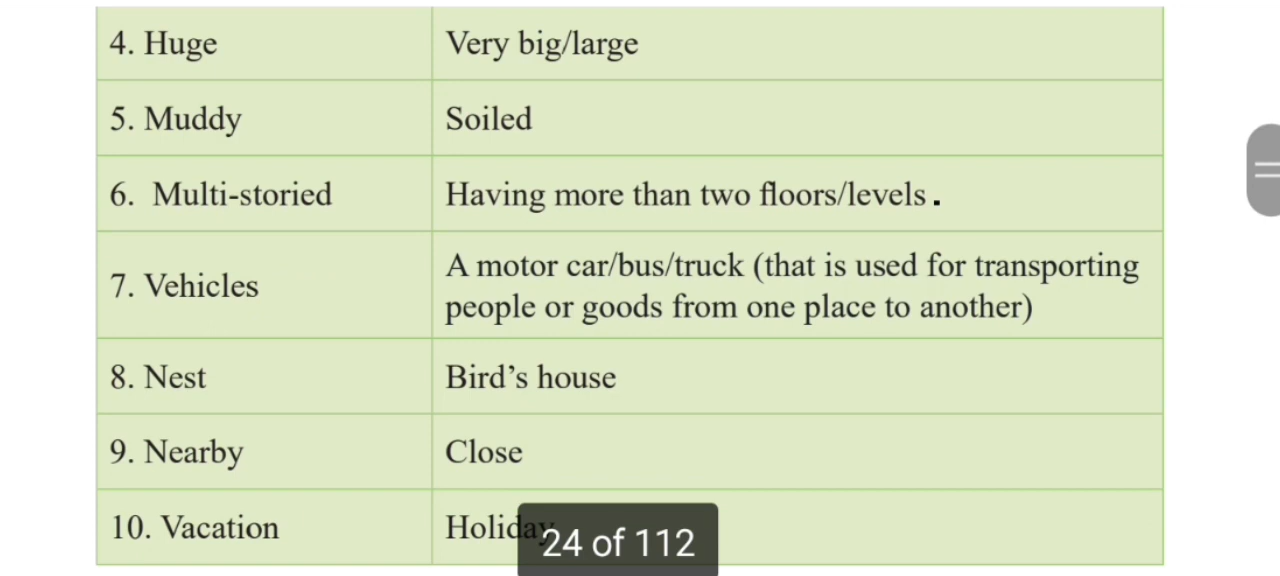 4. Huge Very big/large
5. Muddy Soiled
6. Multi-storied Having more than two floors/levels.
7. Vehicles A motor car/bus/truck (that is used for transporting
people or goods from one place to another)
8. Nest Bird’s house
9. Nearby Close
10. Vacation Holiday
24 of 112